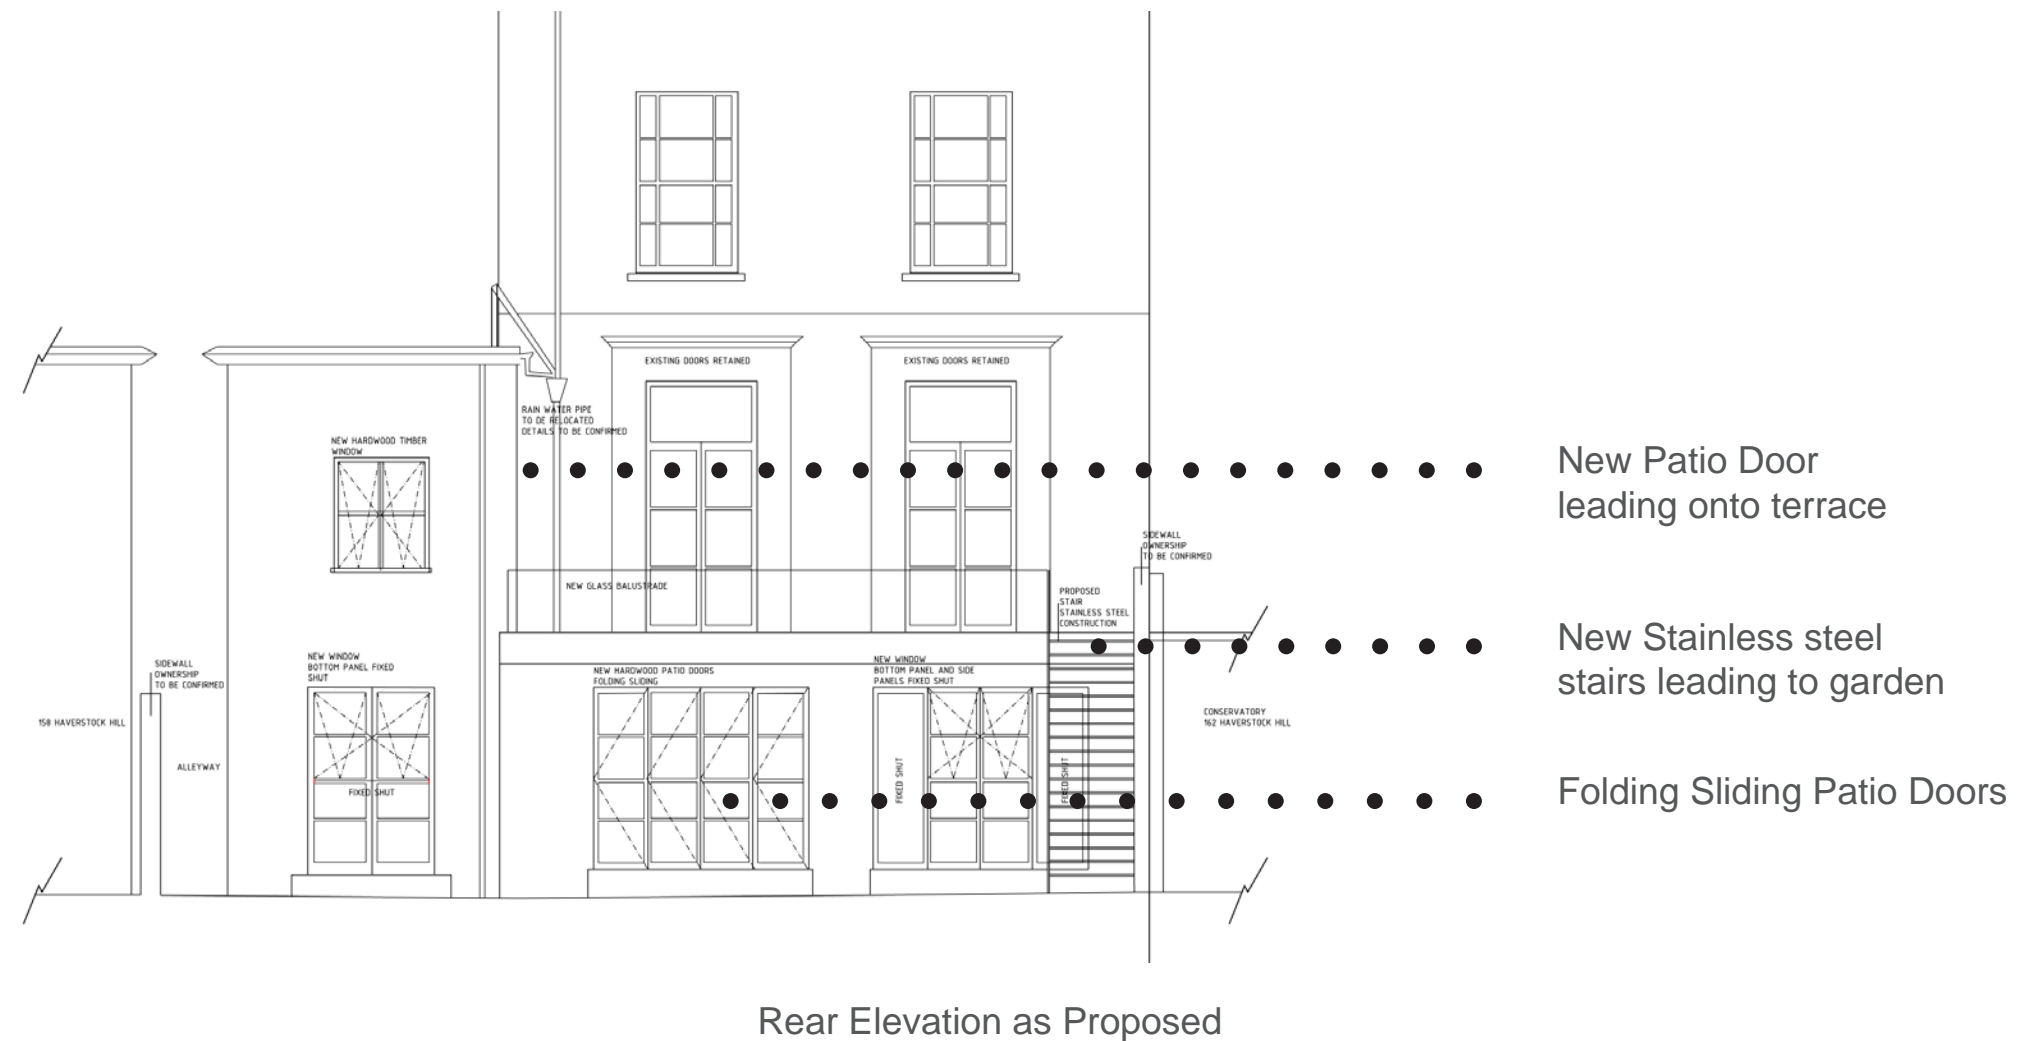 EXISTING DOORS RETAINED
EXISTING DOORS RETAINED
RAIN WATER PIPE
TO DE RELOCATED
DETAILS TO BE CONFIRMED
NEW HARDWOOD TIMBER
WINDOW
New Patio Door
leading onto terrace
SIDEWALL
OWNERSHIP
TO BE CONFIRMED
NEW GLASS BALUSTRADE
PROPOSED
STAIR
STAINLESS STEEL
CONSTRUCTION
New Stainless steel
stairs leading to garden
SIDEWALL
OWNERSHIP
TO BE CONFIRMED
NEW WINDOW
BOTTOM PANEL FIXED
SHUT
NEW HARDWOOD PATIO DOORS
FOLDING SLIDING
NEW WINDOW
BOTTOM PANEL AND SIDE
PANELS FIXED SHUT
158 HAVERSTOCK HILL
CONSERVATORY
162 HAVERSTOCK HILL
ALLEYWAY
FIXED SHUT
FIXED SHUT
FIXED SHUT
Folding Sliding Patio Doors
Rear Elevation as Proposed